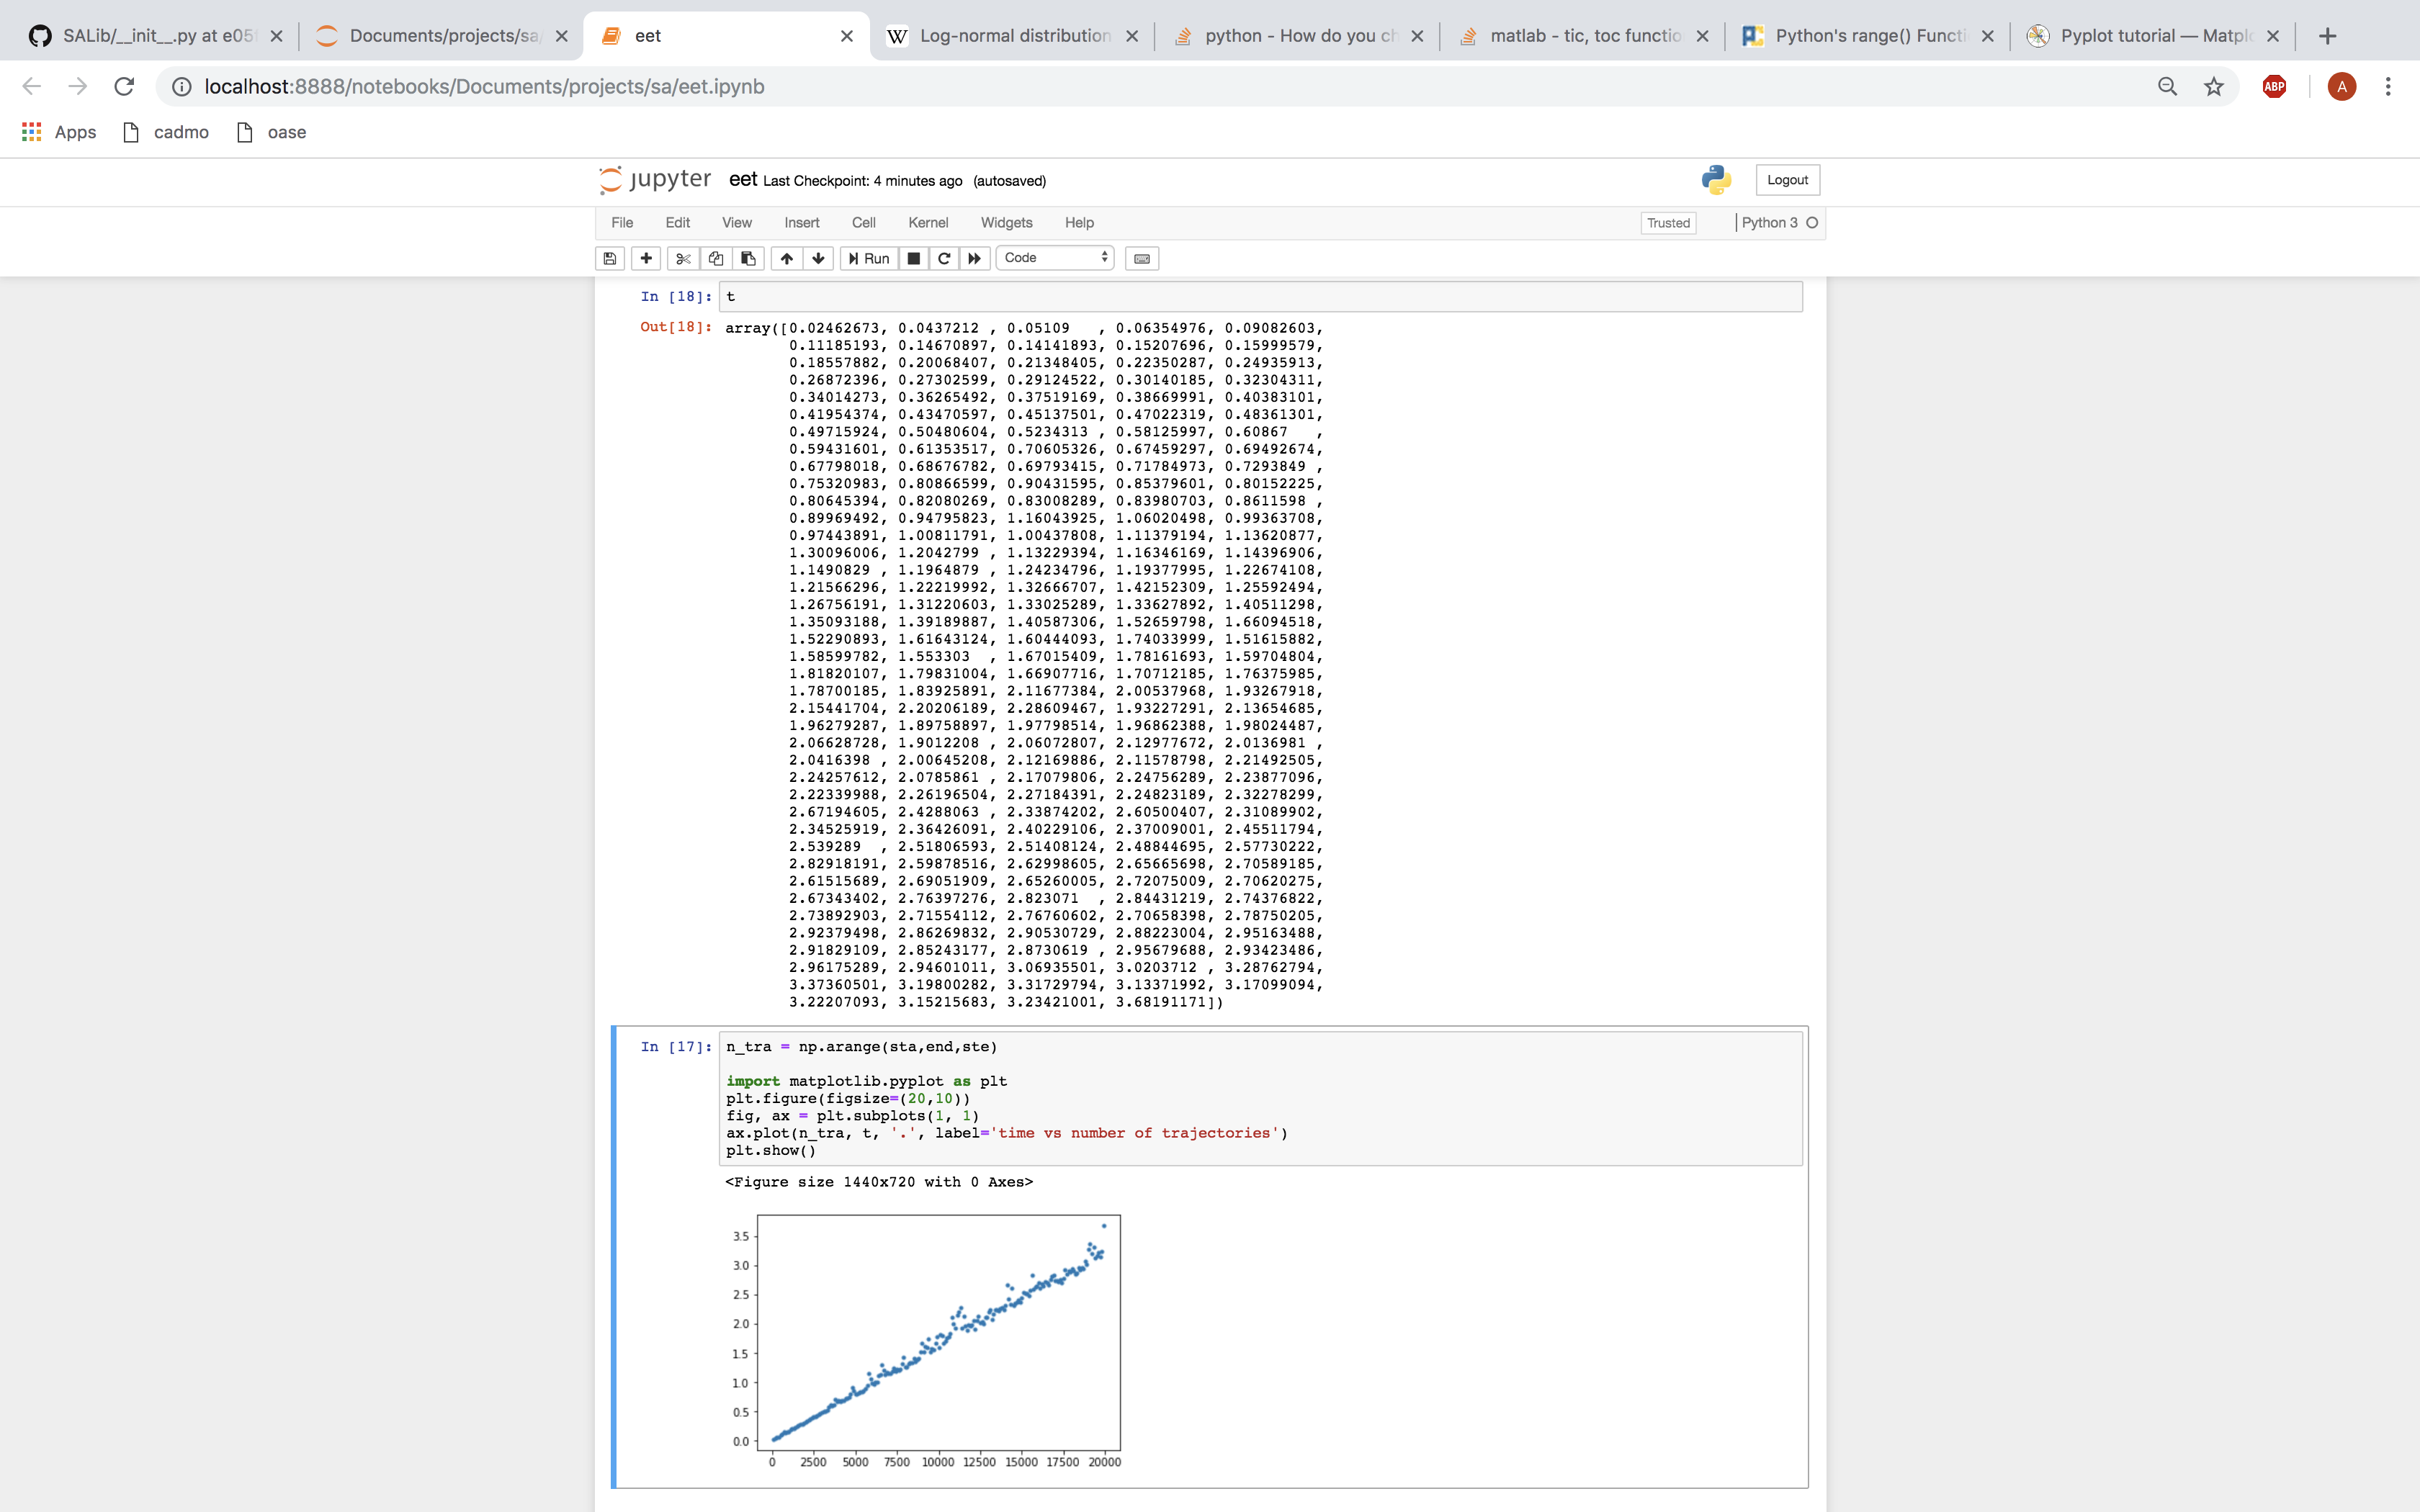 SALib/__init__.py at e05
Documents/projects/sa/
eet
W Log-normal distribution
python - How do you ch
matlab - tic, toc functio
Python's range() Functi
Pyplot tutorial — Matpl
localhost:8888/notebooks/Documents/projects/sa/eet.ipynb
ABP
A
Apps
cadmo
oase
jupyter eet Last Checkpoint: 4 minutes ago (autosaved)
Logout
File Edit View Insert Cell Kernel Widgets Help
Trusted
Python 3
Run
Code
In [18]: t
Out[18]: array([0.02462673, 0.0437212 , 0.05109   , 0.06354976, 0.09082603,
0.11185193, 0.14670897, 0.14141893, 0.15207696, 0.15999579,
0.18557882, 0.20068407, 0.21348405, 0.22350287, 0.24935913,
0.26872396, 0.27302599, 0.29124522, 0.30140185, 0.32304311,
0.34014273, 0.36265492, 0.37519169, 0.38669991, 0.40383101,
0.41954374, 0.43470597, 0.45137501, 0.47022319, 0.48361301,
0.49715924, 0.50480604, 0.5234313 , 0.58125997, 0.60867   ,
0.59431601, 0.61353517, 0.70605326, 0.67459297, 0.69492674,
0.67798018, 0.68676782, 0.69793415, 0.71784973, 0.7293849 ,
0.75320983, 0.80866599, 0.90431595, 0.85379601, 0.80152225,
0.80645394, 0.82080269, 0.83008289, 0.83980703, 0.8611598 ,
0.89969492, 0.94795823, 1.16043925, 1.06020498, 0.99363708,
0.97443891, 1.00811791, 1.00437808, 1.11379194, 1.13620877,
1.30096006, 1.2042799 , 1.13229394, 1.16346169, 1.14396906,
1.1490829 , 1.1964879 , 1.24234796, 1.19377995, 1.22674108,
1.21566296, 1.22219992, 1.32666707, 1.42152309, 1.25592494,
1.26756191, 1.31220603, 1.33025289, 1.33627892, 1.40511298,
1.35093188, 1.39189887, 1.40587306, 1.52659798, 1.66094518,
1.52290893, 1.61643124, 1.60444093, 1.74033999, 1.51615882,
1.58599782, 1.553303  , 1.67015409, 1.78161693, 1.59704804,
1.81820107, 1.79831004, 1.66907716, 1.70712185, 1.76375985,
1.78700185, 1.83925891, 2.11677384, 2.00537968, 1.93267918,
2.15441704, 2.20206189, 2.28609467, 1.93227291, 2.13654685,
1.96279287, 1.89758897, 1.97798514, 1.96862388, 1.98024487,
2.06628728, 1.9012208 , 2.06072807, 2.12977672, 2.0136981 ,
2.0416398 , 2.00645208, 2.12169886, 2.11578798, 2.21492505,
2.24257612, 2.0785861 , 2.17079806, 2.24756289, 2.23877096,
2.22339988, 2.26196504, 2.27184391, 2.24823189, 2.32278299,
2.67194605, 2.4288063 , 2.33874202, 2.60500407, 2.31089902,
2.34525919, 2.36426091, 2.40229106, 2.37009001, 2.45511794,
2.539289  , 2.51806593, 2.51408124, 2.48844695, 2.57730222,
2.82918191, 2.59878516, 2.62998605, 2.65665698, 2.70589185,
2.61515689, 2.69051909, 2.65260005, 2.72075009, 2.70620275,
2.67343402, 2.76397276, 2.823071  , 2.84431219, 2.74376822,
2.73892903, 2.71554112, 2.76760602, 2.70658398, 2.78750205,
2.92379498, 2.86269832, 2.90530729, 2.88223004, 2.95163488,
2.91829109, 2.85243177, 2.8730619 , 2.95679688, 2.93423486,
2.96175289, 2.94601011, 3.06935501, 3.0203712 , 3.28762794,
3.37360501, 3.19800282, 3.31729794, 3.13371992, 3.17099094,
3.22207093, 3.15215683, 3.23421001, 3.68191171])
In [17]: n_tra = np.arange(sta,end,ste)
import matplotlib.pyplot as plt
plt.figure(figsize=(20,10))
fig, ax = plt.subplots(1, 1)
ax.plot(n_tra, t, '.', label='time vs number of trajectories')
plt.show()
<Figure size 1440x720 with 0 Axes>
3.5
3.0
2.5
2.0
1.5
1.0
0.5
0.0
0 2500 5000 7500 10000 12500 15000 17500 20000